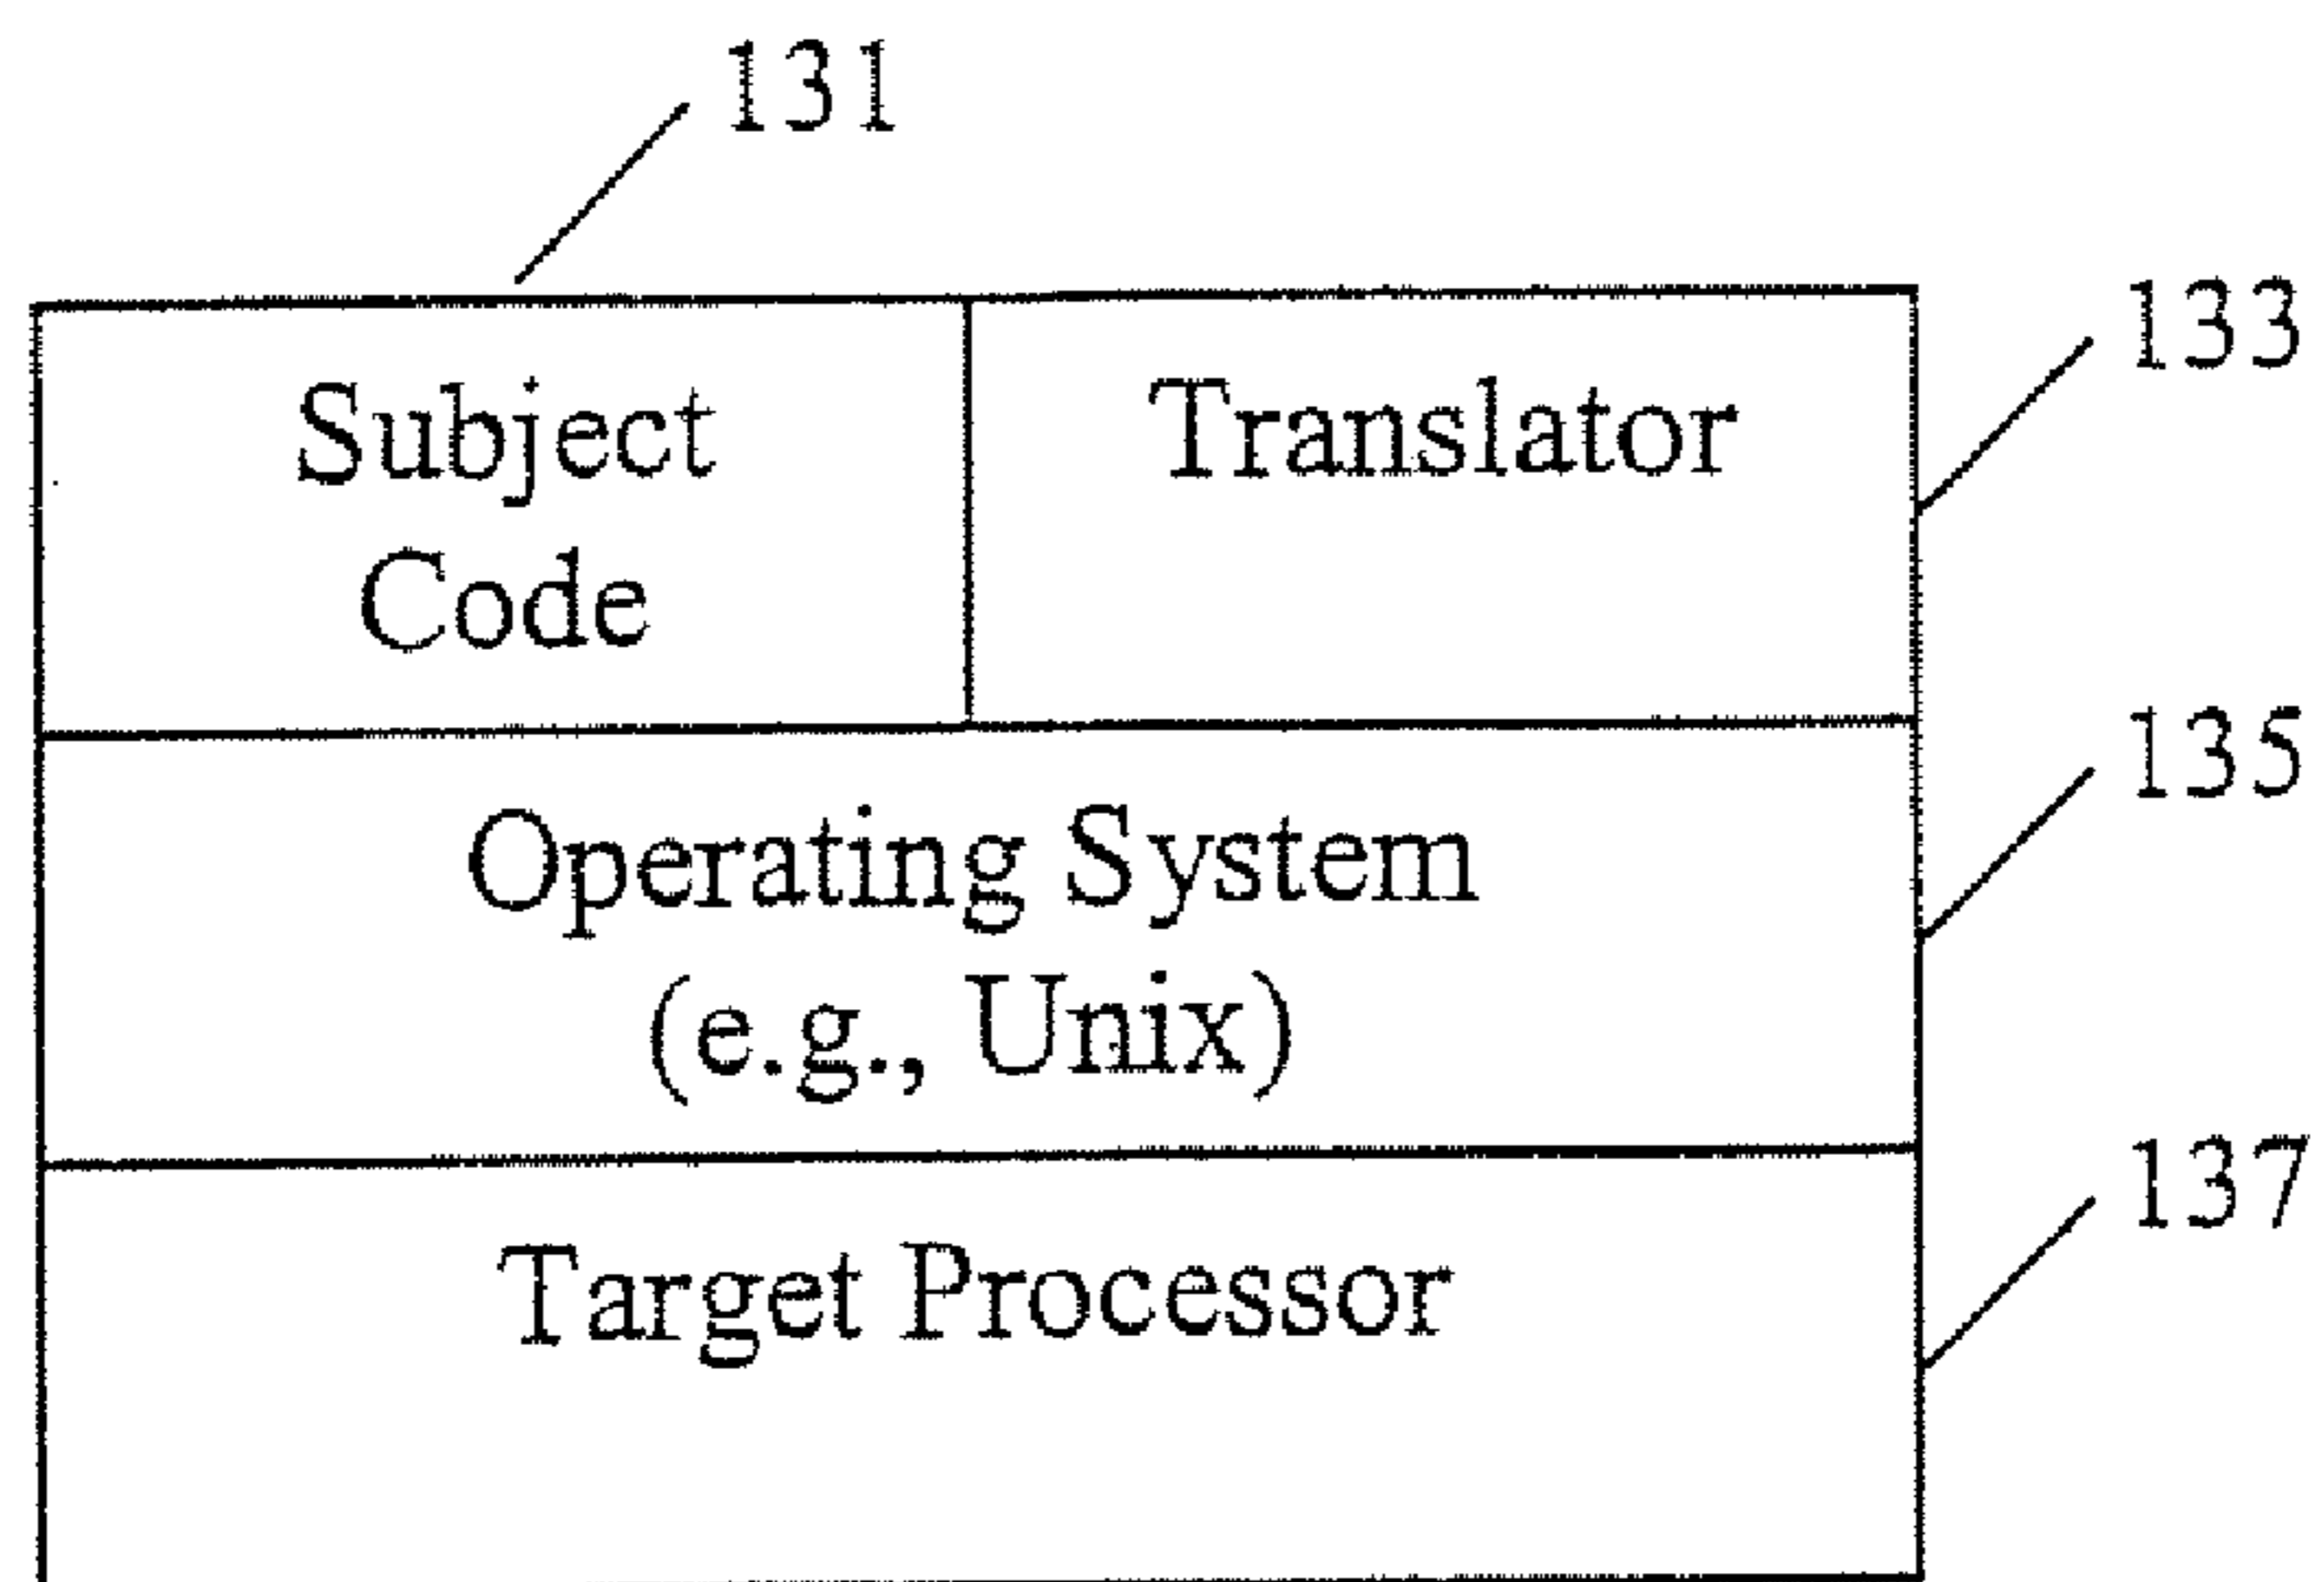 131
133
Subject
Code
Translator
135
Operating System
(e.g., Unix)
137
Target Processor